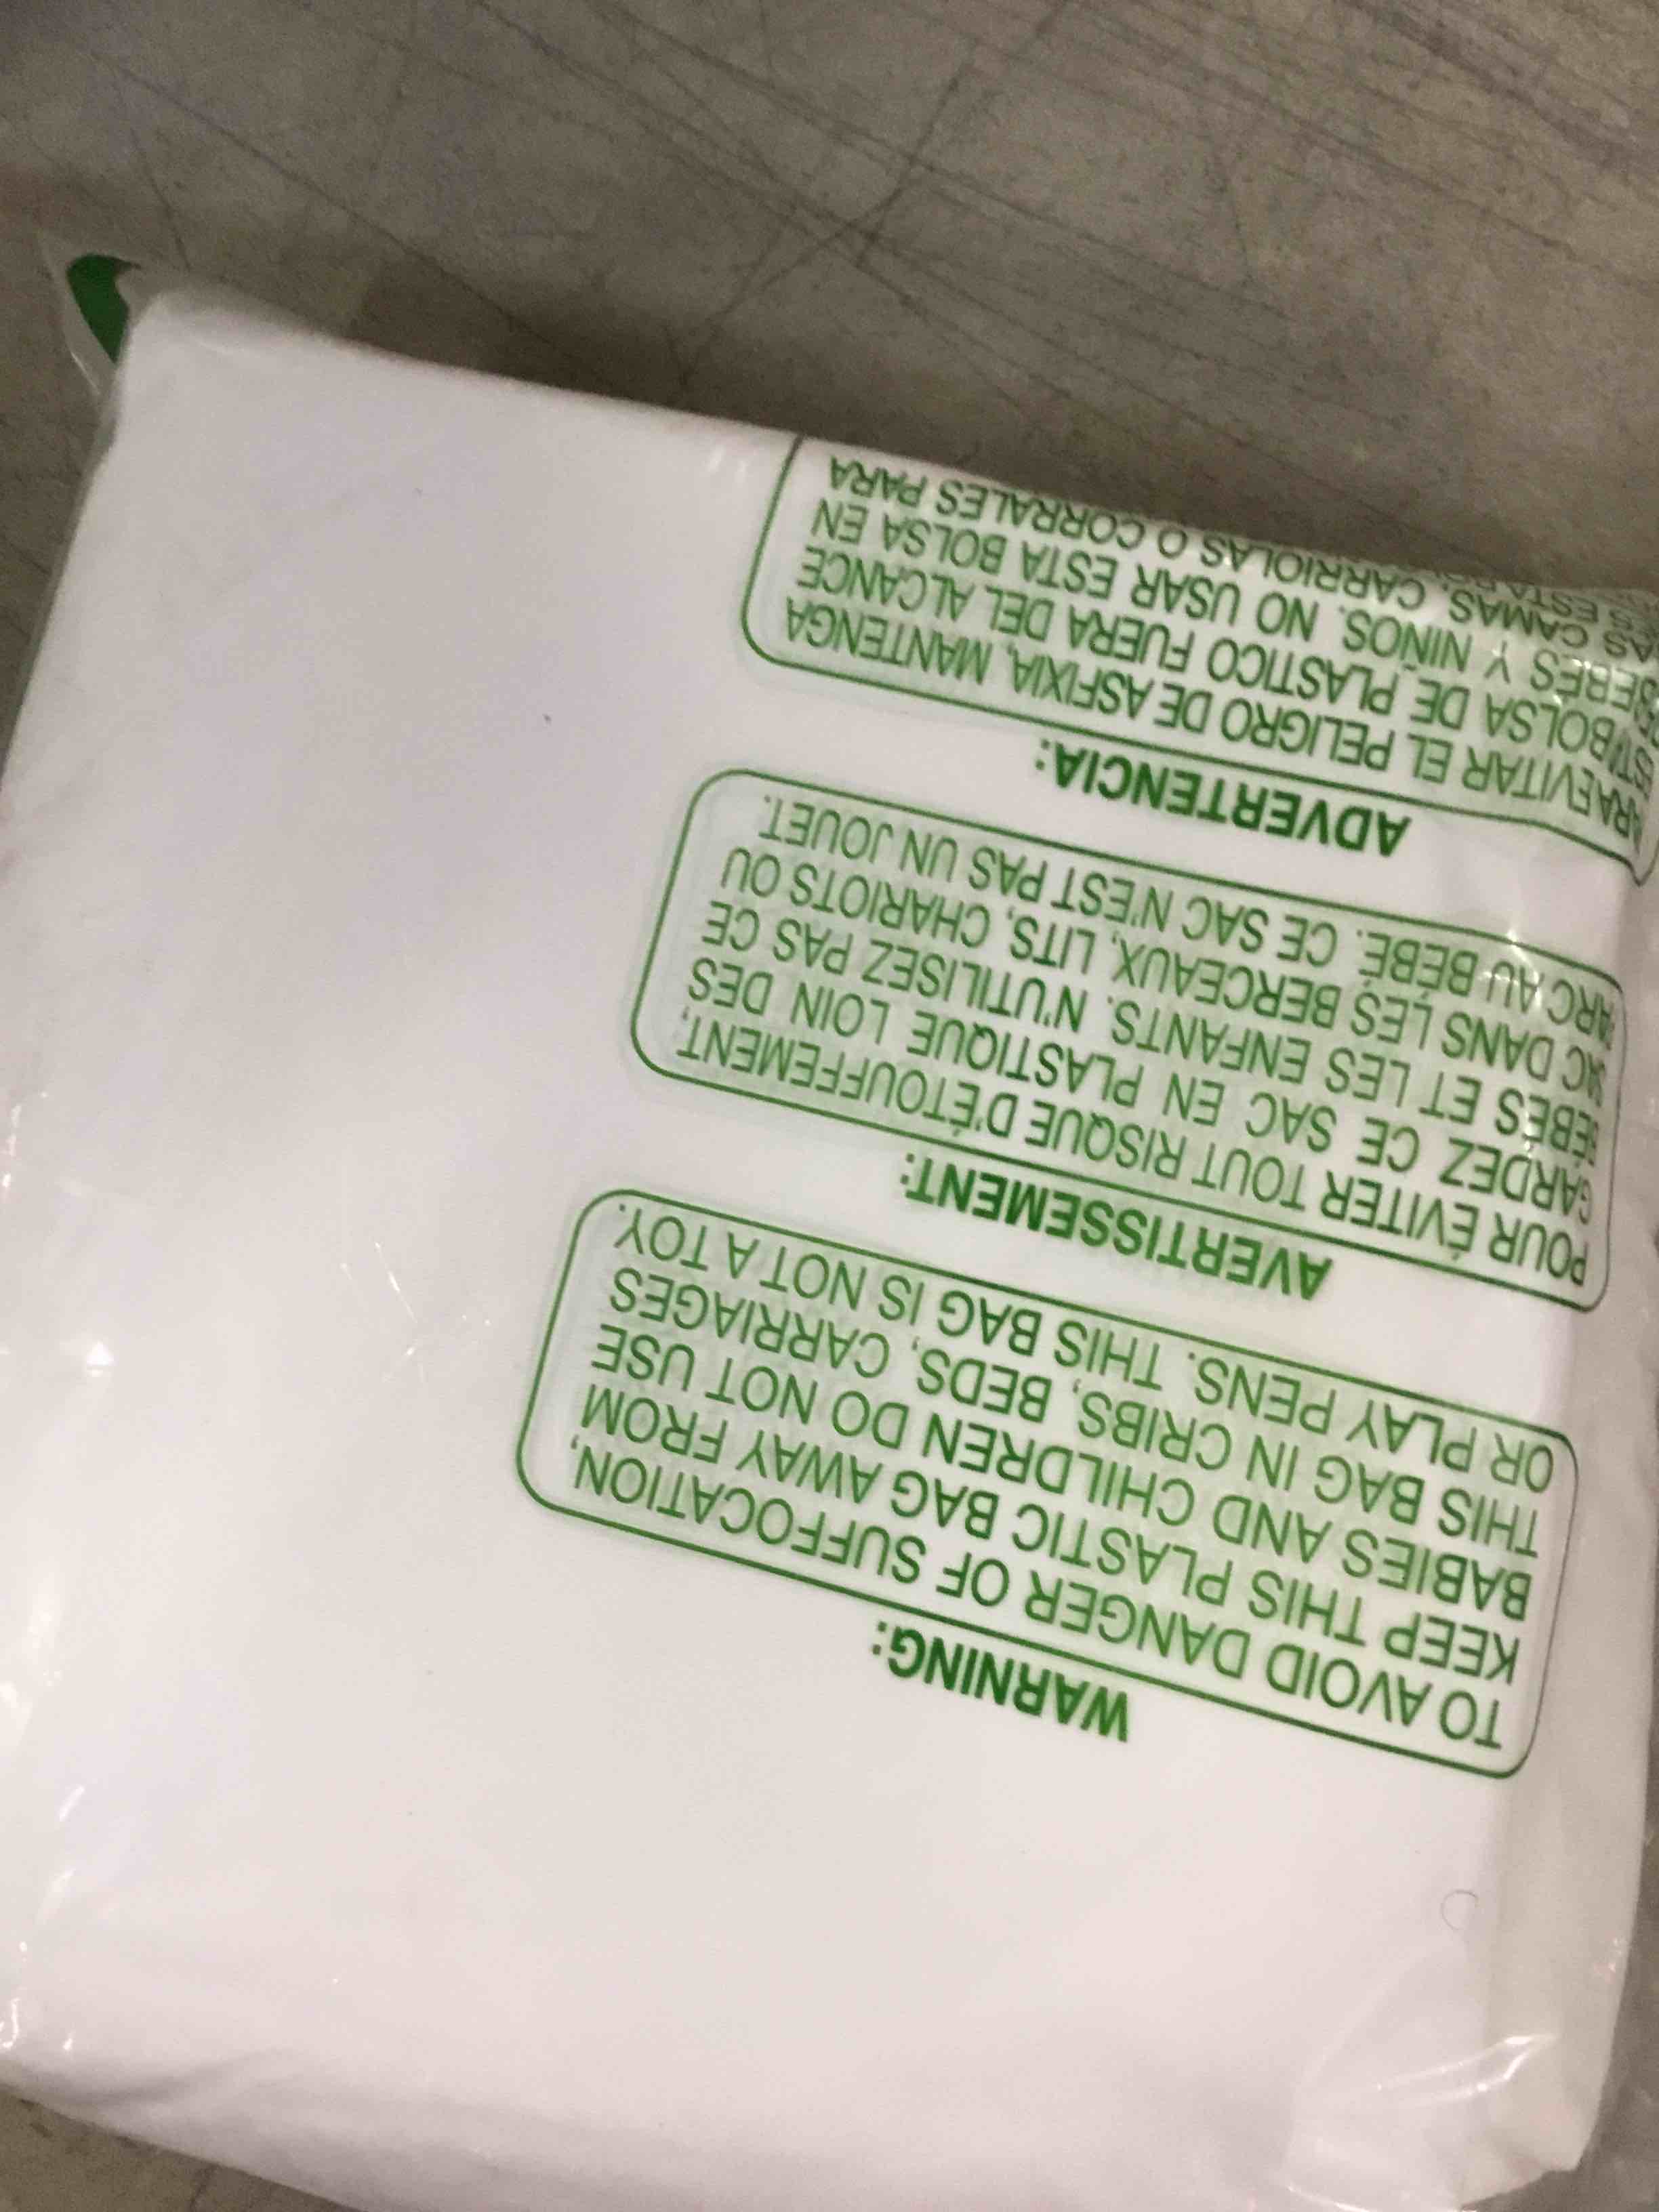 WARNING:
TO AVOID DANGER OF SUFFOCATION,
KEEP THIS PLASTIC BAG AWAY FROM
BABIES AND CHILDREN DO NOT USE
THIS BAG IN CRIBS, BEDS, CARRIAGES
OR PLAY PENS. THIS BAG IS NOT A TOY.
AVERTISSEMENT:
POUR ÉVITER TOUT RISQUE D'ÉTOUFFEMENT,
GARDEZ CE SAC EN PLASTIQUE LOIN DES
BÉBÉS ET LES ENFANTS. N'UTILISEZ PAS CE
SAC DANS LES BERCEAUX, LITS, CHARIOTS OU
PARC AU BÉBÉ. CE SAC N'EST PAS UN JOUET.
ADVERTENCIA:
EVITAR EL PELIGRO DE ASFIXIA, MANTENGA
BOLSA DE PLASTICO FUERA DEL ALCANCE
BEBES Y NIÑOS. NO USAR ESTA BOLSA EN
CAMAS, CARRIOLAS O CORRALES PARA